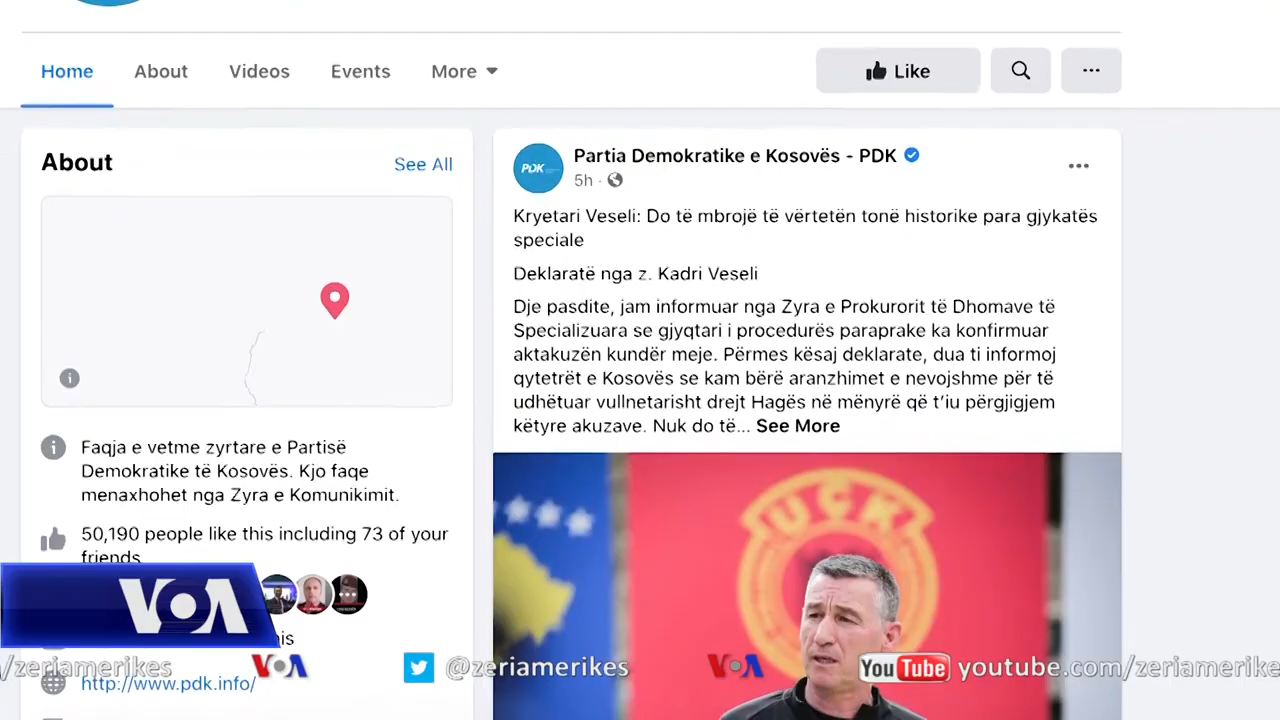 Home
About
Videos
Events
More
Like
About
See All
Faqja e vetme zyrtare e Partisë
Demokratike të Kosovës. Kjo faqe
menaxhohet nga Zyra e Komunikimit.
50,190 people like this including 73 of your
friends
http://www.pdk.info/
PDK
Partia Demokratike e Kosovës - PDK
5h
Kryetari Veseli: Do të mbrojë të vërtetën tonë historike para gjykatës
speciale
Deklaratë nga z. Kadri Veseli
Dje pasdite, jam informuar nga Zyra e Prokurorit të Dhomave të
Specializuara se gjyqtari i procedurës paraprake ka konfirmuar
aktakuzën kundër meje. Përmes kësaj deklarate, dua ti informoj
qytetrët e Kosovës se kam bërë aranzhimet e nevojshme për të
udhëtuar vullnetarisht drejt Hagës në mënyrë që t'iu përgjigjem
këtyre akuzave. Nuk do të... See More
UÇK
VOA
/zeriamerikes
VOA
@zeriamerikes
VOA
YouTube
youtube.com/zeriamerike